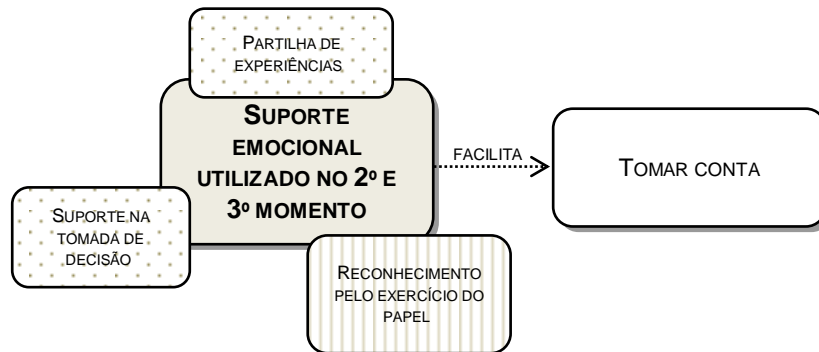 PARTILHA DE
EXPERIÊNCIAS
SUPORTE
EMOCIONAL
UTILIZADO NO 2º E
3º MOMENTO
FACILITA
TOMAR CONTA
SUPORTE NA
TOMADA DE
DECISÃO
RECONHECIMENTO
PELO EXERCÍCIO DO
PAPEL